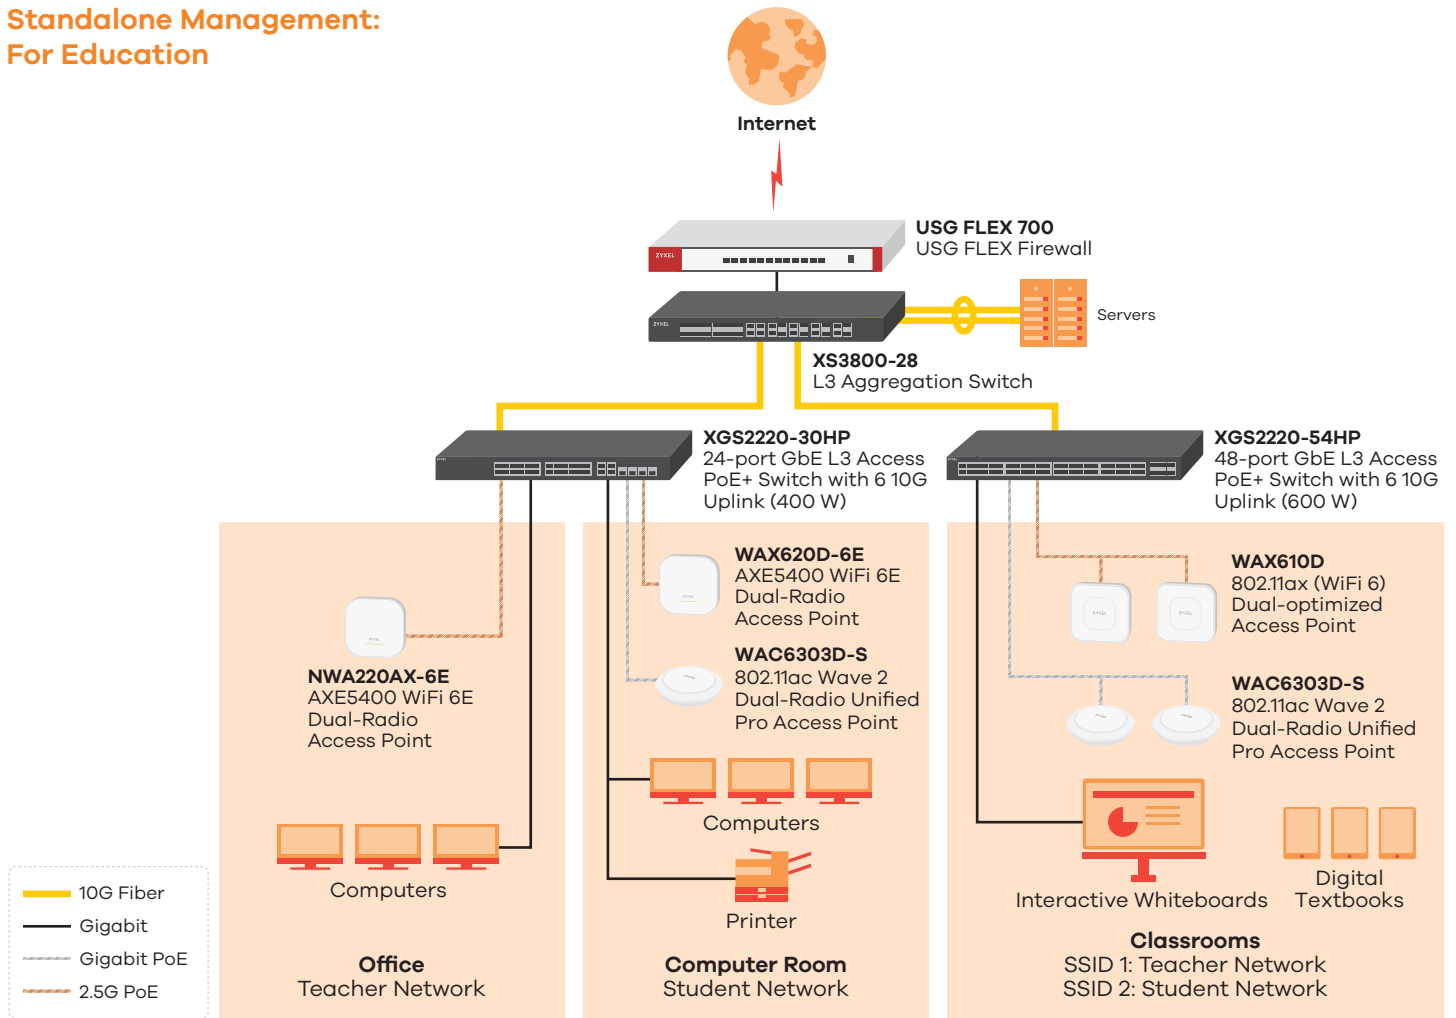 Standalone Management:
For Education
Internet
ZYXEL
USG FLEX 700
USG FLEX Firewall
ZYXEL
Servers
XS3800-28
L3 Aggregation Switch
XGS2220-30HP
24-port GbE L3 Access
PoE+ Switch with 6 10G
Uplink (400 W)
XGS2220-54HP
48-port GbE L3 Access
PoE+ Switch with 6 10G
Uplink (600 W)
NWA220AX-6E
AXE5400 WiFi 6E
Dual-Radio
Access Point
Computers
Office
Teacher Network
ZYXEL
WAX620D-6E
AXE5400 WiFi 6E
Dual-Radio
Access Point
WAC6303D-S
802.11ac Wave 2
Dual-Radio Unified
Pro Access Point
Computers
Printer
Computer Room
Student Network
ZYXEL
ZYXEL
WAX610D
802.11ax (WiFi 6)
Dual-optimized
Access Point
WAC6303D-S
802.11ac Wave 2
Dual-Radio Unified
Pro Access Point
Interactive Whiteboards
Digital
Textbooks
Classrooms
SSID 1: Teacher Network
SSID 2: Student Network
10G Fiber
Gigabit
Gigabit PoE
2.5G PoE